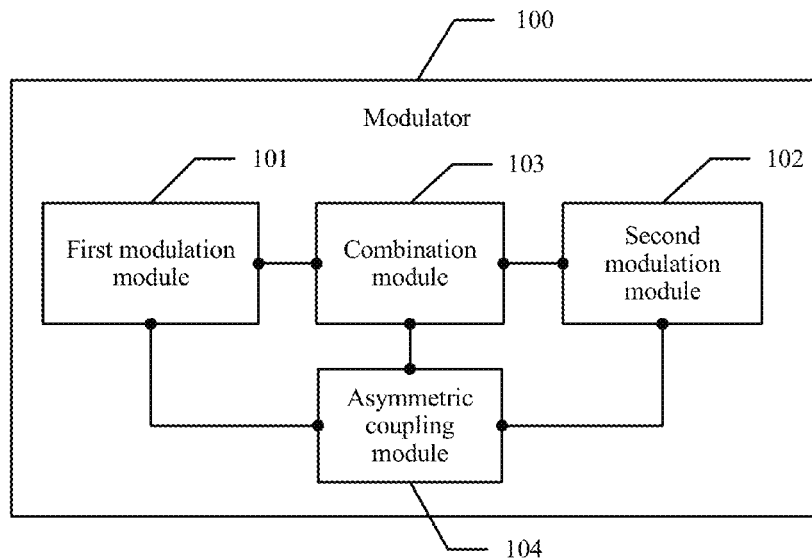 100
Modulator
101
103
102
First modulation
module
Combination
module
Second
modulation
module
Asymmetric
coupling
module
104